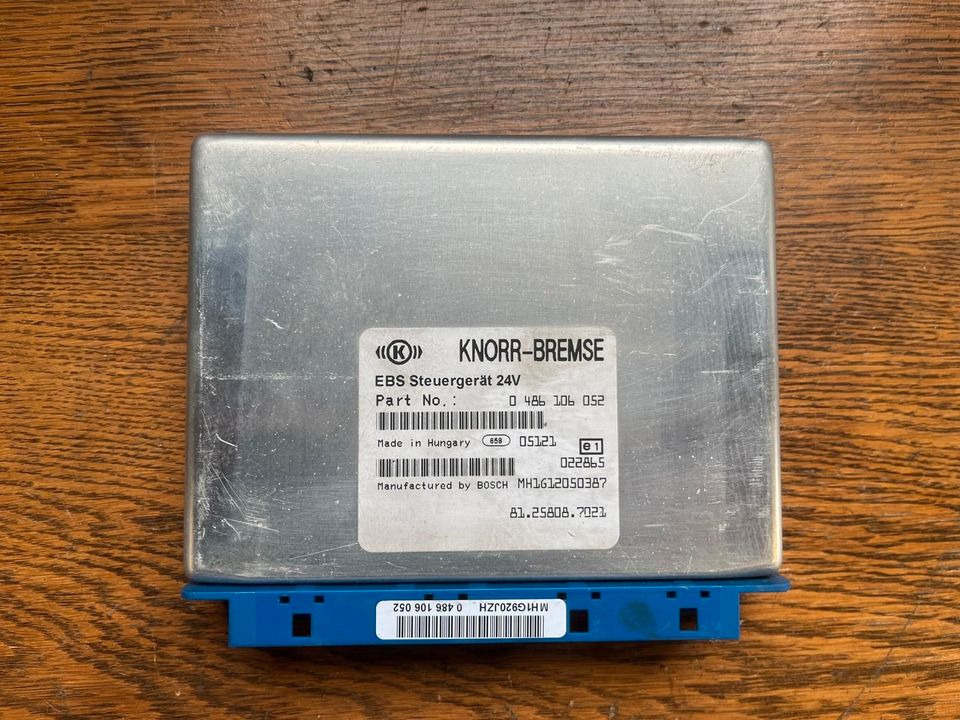 K KNORR-BREMSE
EBS Steuergerät 24V
Part No.: 0 486 106 052
Made in Hungary 658 05121 e1
022865
Manufactured by BOSCH MH1612050387
81.25808.7021
MH1G920JZH 0 486 106 052